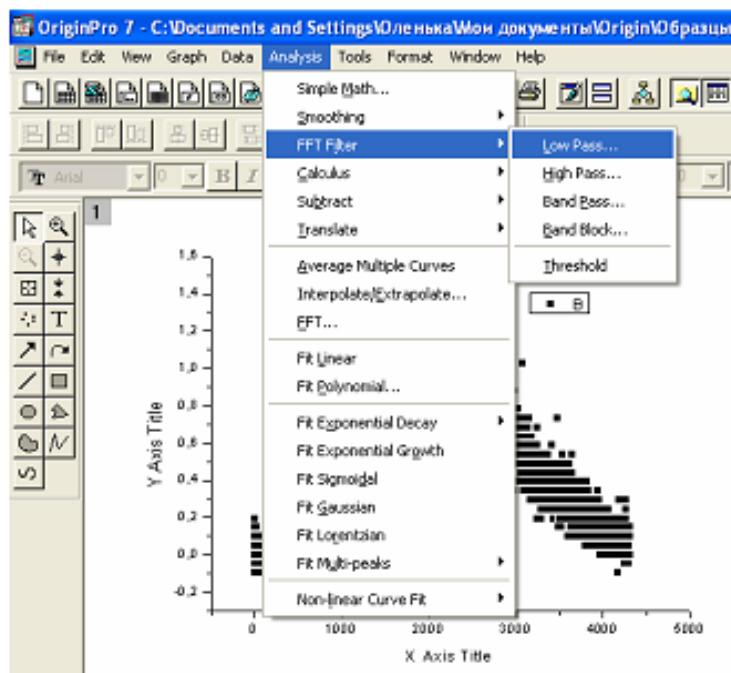 OriginPro 7 - C:\Documents and Settings\Оленька\Мои документы\Origin\Образцы
File Edit View Graph Data Analysis Tools Format Window Help
Simple Math...
Smoothing
FFT Filter
Low Pass...
Arial
0
B
I
Calculus
High Pass...
Subtract
Band Pass...
1
Translate
Band Block...
Average Multiple Curves
Threshold
Interpolate/Extrapolate...
B
FFT...
Fit Linear
Fit Polynomial...
Fit Exponential Decay
Fit Exponential Growth
Fit Sigmoidal
Fit Gaussian
Fit Lorentzian
Fit Multi-peaks
Non-linear Curve Fit
T
1,6
1,4
1,2
1,0
0,8
0,6
0,4
0,2
0,0
-0,2
Y Axis Title
0 1000 2000 3000 4000 5000
X Axis Title